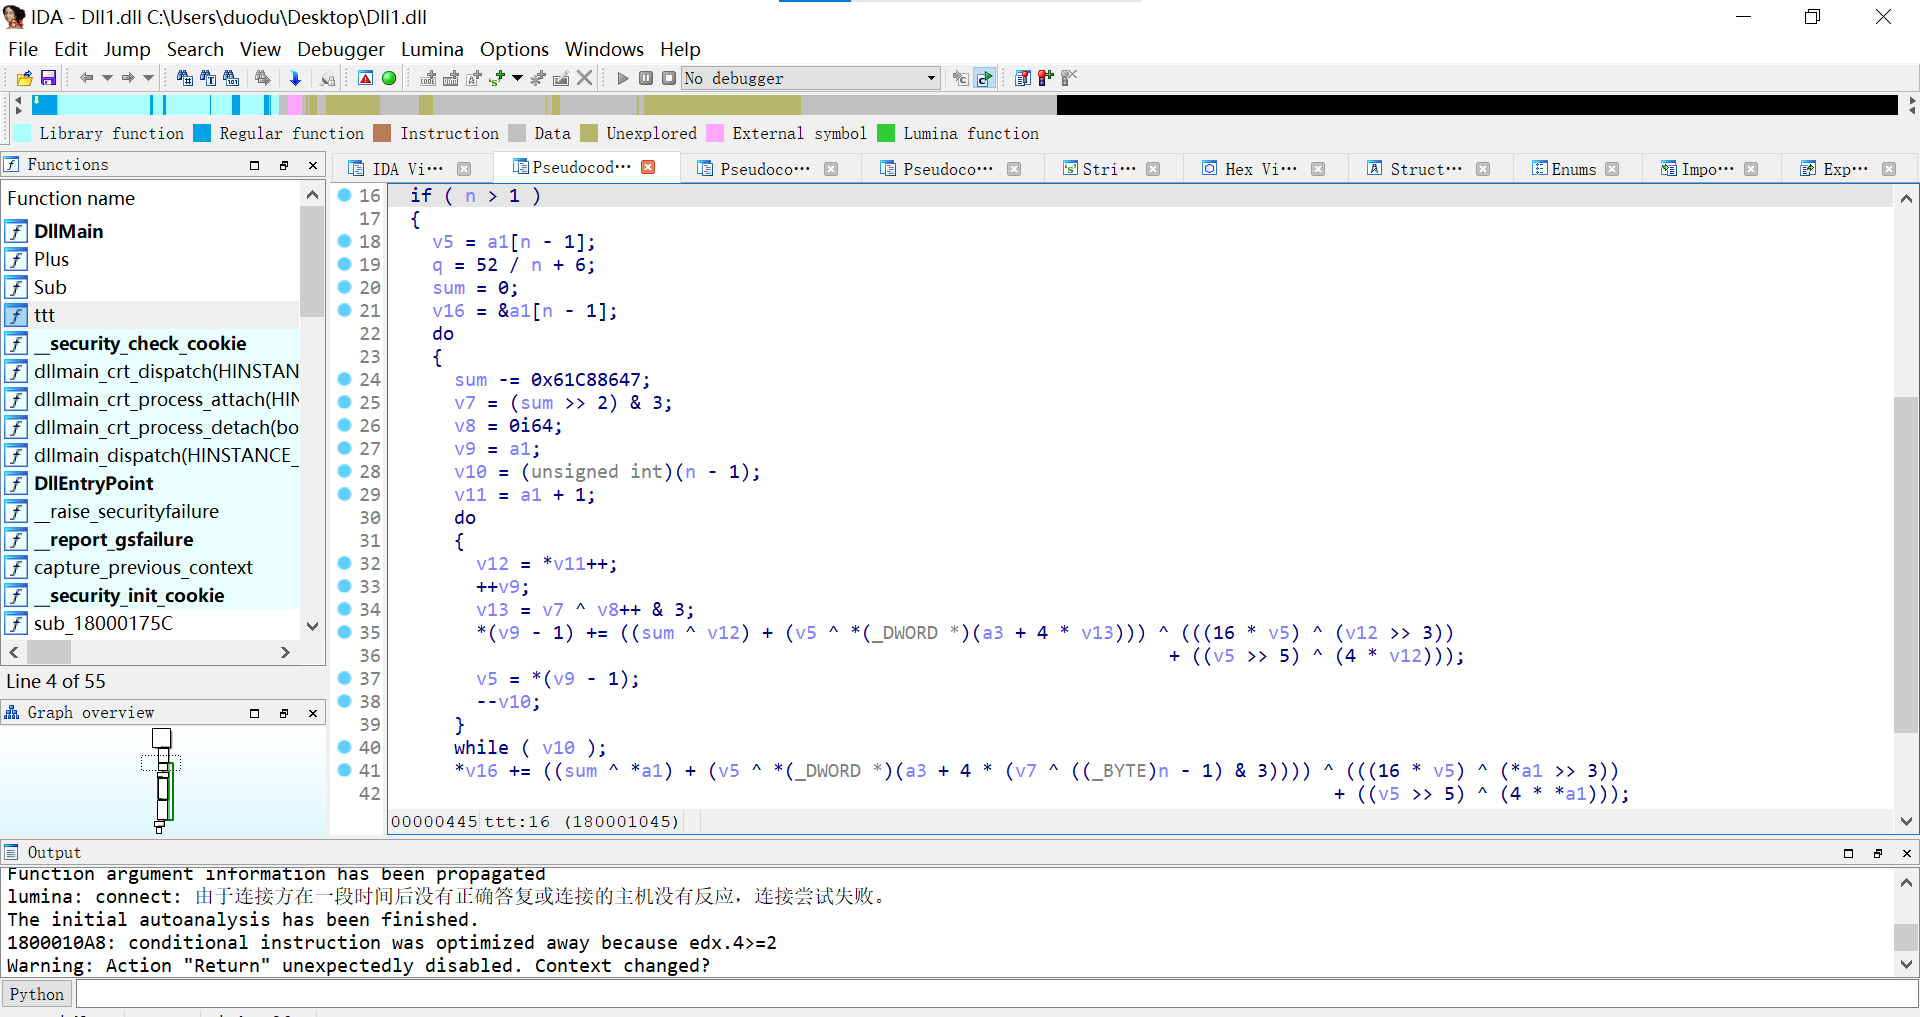 IDA - Dll1.dll C:\Users\duodu\Desktop\Dll1.dll
File Edit Jump Search View Debugger Lumina Options Windows Help
No debugger
Library function Regular function Instruction Data Unexplored External symbol Lumina function
Functions
IDA Vi··· Pseudocod··· Pseudoco··· Pseudoco··· Stri··· Hex Vi··· Struct··· Enums Impo··· Exp···
Function name
DllMain
Plus
Sub
ttt
__security_check_cookie
dllmain_crt_dispatch(HINSTAN
dllmain_crt_process_attach(HIN
dllmain_crt_process_detach(bo
dllmain_dispatch(HINSTANCE_
DllEntryPoint
__raise_securityfailure
__report_gsfailure
capture_previous_context
__security_init_cookie
sub_18000175C
Line 4 of 55
Graph overview
16 if ( n > 1 )
17 {
18 v5 = a1[n - 1];
19 q = 52 / n + 6;
20 sum = 0;
21 v16 = &a1[n - 1];
22 do
23 {
24 sum -= 0x61C88647;
25 v7 = (sum >> 2) & 3;
26 v8 = 0i64;
27 v9 = a1;
28 v10 = (unsigned int)(n - 1);
29 v11 = a1 + 1;
30 do
31 {
32 v12 = *v11++;
33 ++v9;
34 v13 = v7 ^ v8++ & 3;
35 *(v9 - 1) += ((sum ^ v12) + (v5 ^ *(_DWORD *)(a3 + 4 * v13))) ^ (((16 * v5) ^ (v12 >> 3))
36 + ((v5 >> 5) ^ (4 * v12)));
37 v5 = *(v9 - 1);
38 --v10;
39 }
40 while ( v10 );
41 *v16 += ((sum ^ *a1) + (v5 ^ *(_DWORD *)(a3 + 4 * (v7 ^ ((_BYTE)n - 1) & 3)))) ^ (((16 * v5) ^ (*a1 >> 3))
42 + ((v5 >> 5) ^ (4 * *a1)));
00000445 ttt:16 (180001045)
Output
Function argument information has been propagated
lumina: connect: 由于连接方在一段时间后没有正确答复或连接的主机没有反应，连接尝试失败。
The initial autoanalysis has been finished.
1800010A8: conditional instruction was optimized away because edx.4>=2
Warning: Action "Return" unexpectedly disabled. Context changed?
Python